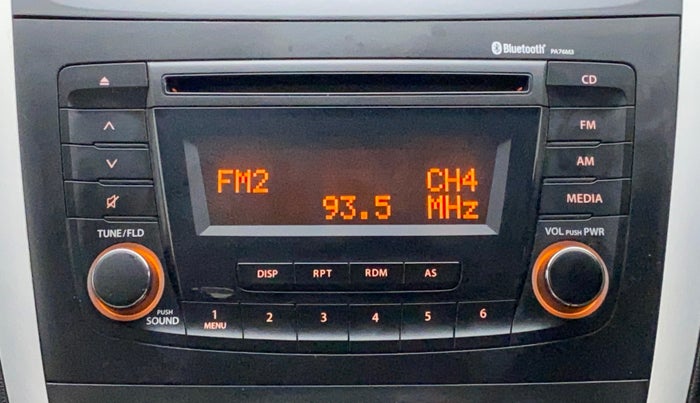 Bluetooth® PA76M3
CD
FM
AM
MEDIA
FM2 CH4
93.5 MHz
TUNE/FLD
VOL PUSH PWR
DISP RPT RDM AS
PUSH
SOUND
1 2 3 4 5 6
MENU